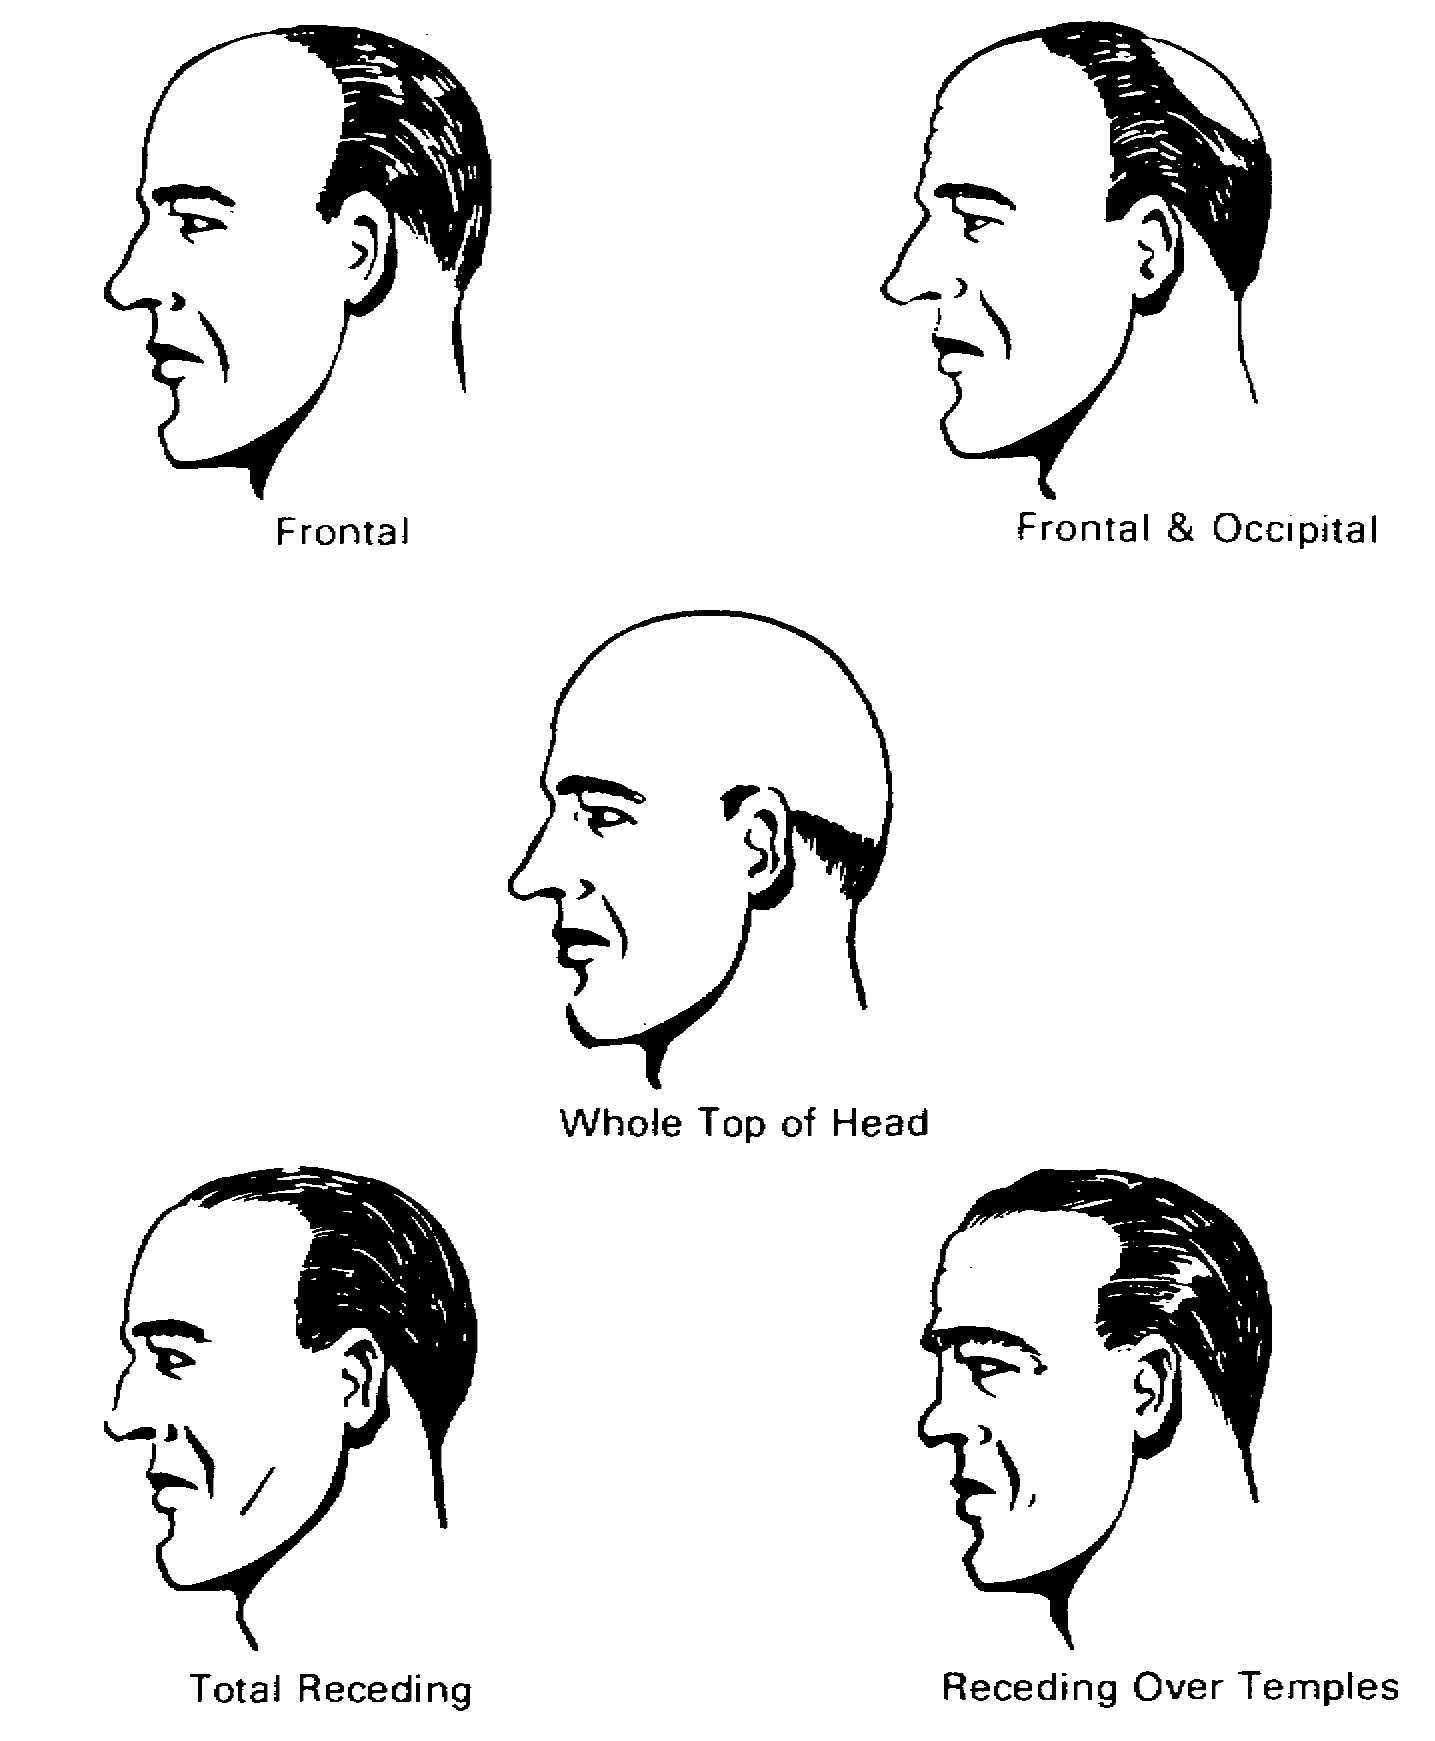 Frontal
Frontal & Occipital
Whole Top of Head
Total Receding
Receding Over Temples